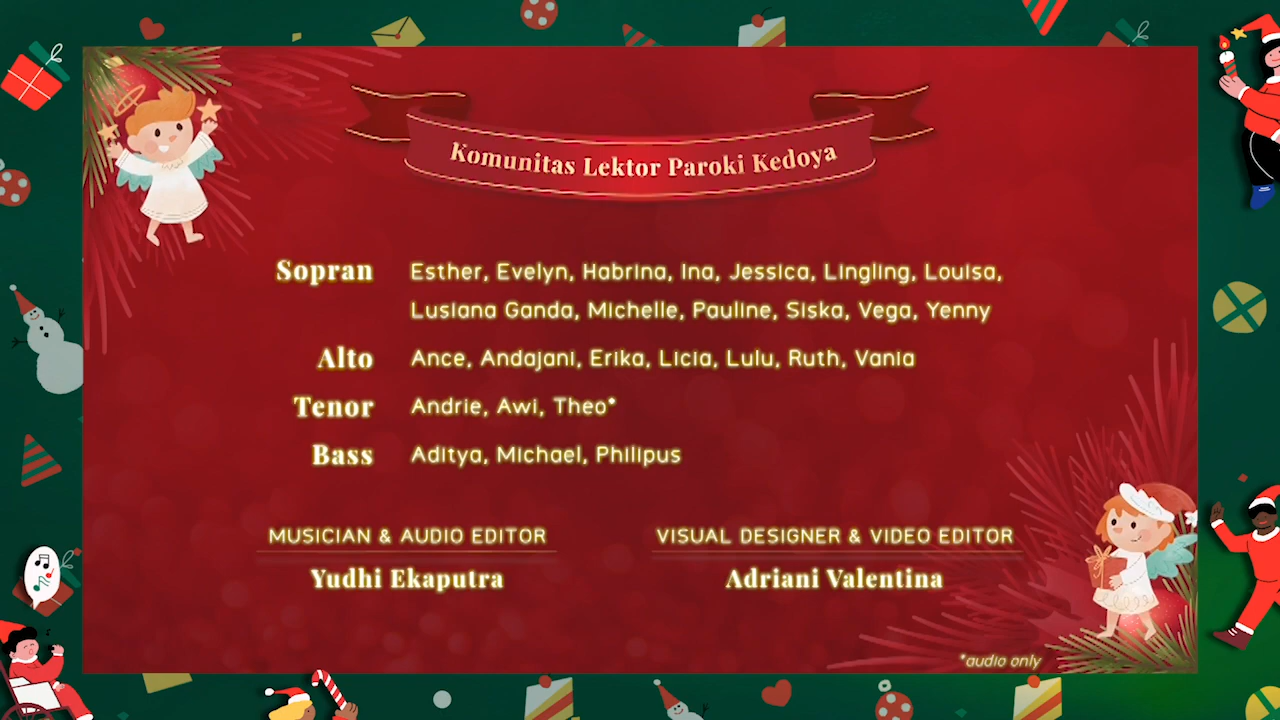 Komunitas Lektor Paroki Kedoya
Sopran Esther, Evelyn, Habrina, Ina, Jessica, Lingling, Louisa,
Lusiana Ganda, Michelle, Pauline, Siska, Vega, Yenny
Alto Ance, Andajani, Erika, Licia, Lulu, Ruth, Vania
Tenor Andrie, Awi, Theo*
Bass Aditya, Michael, Philipus
MUSICIAN & AUDIO EDITOR VISUAL DESIGNER & VIDEO EDITOR
Yudhi Ekaputra Adriani Valentina
*audio only